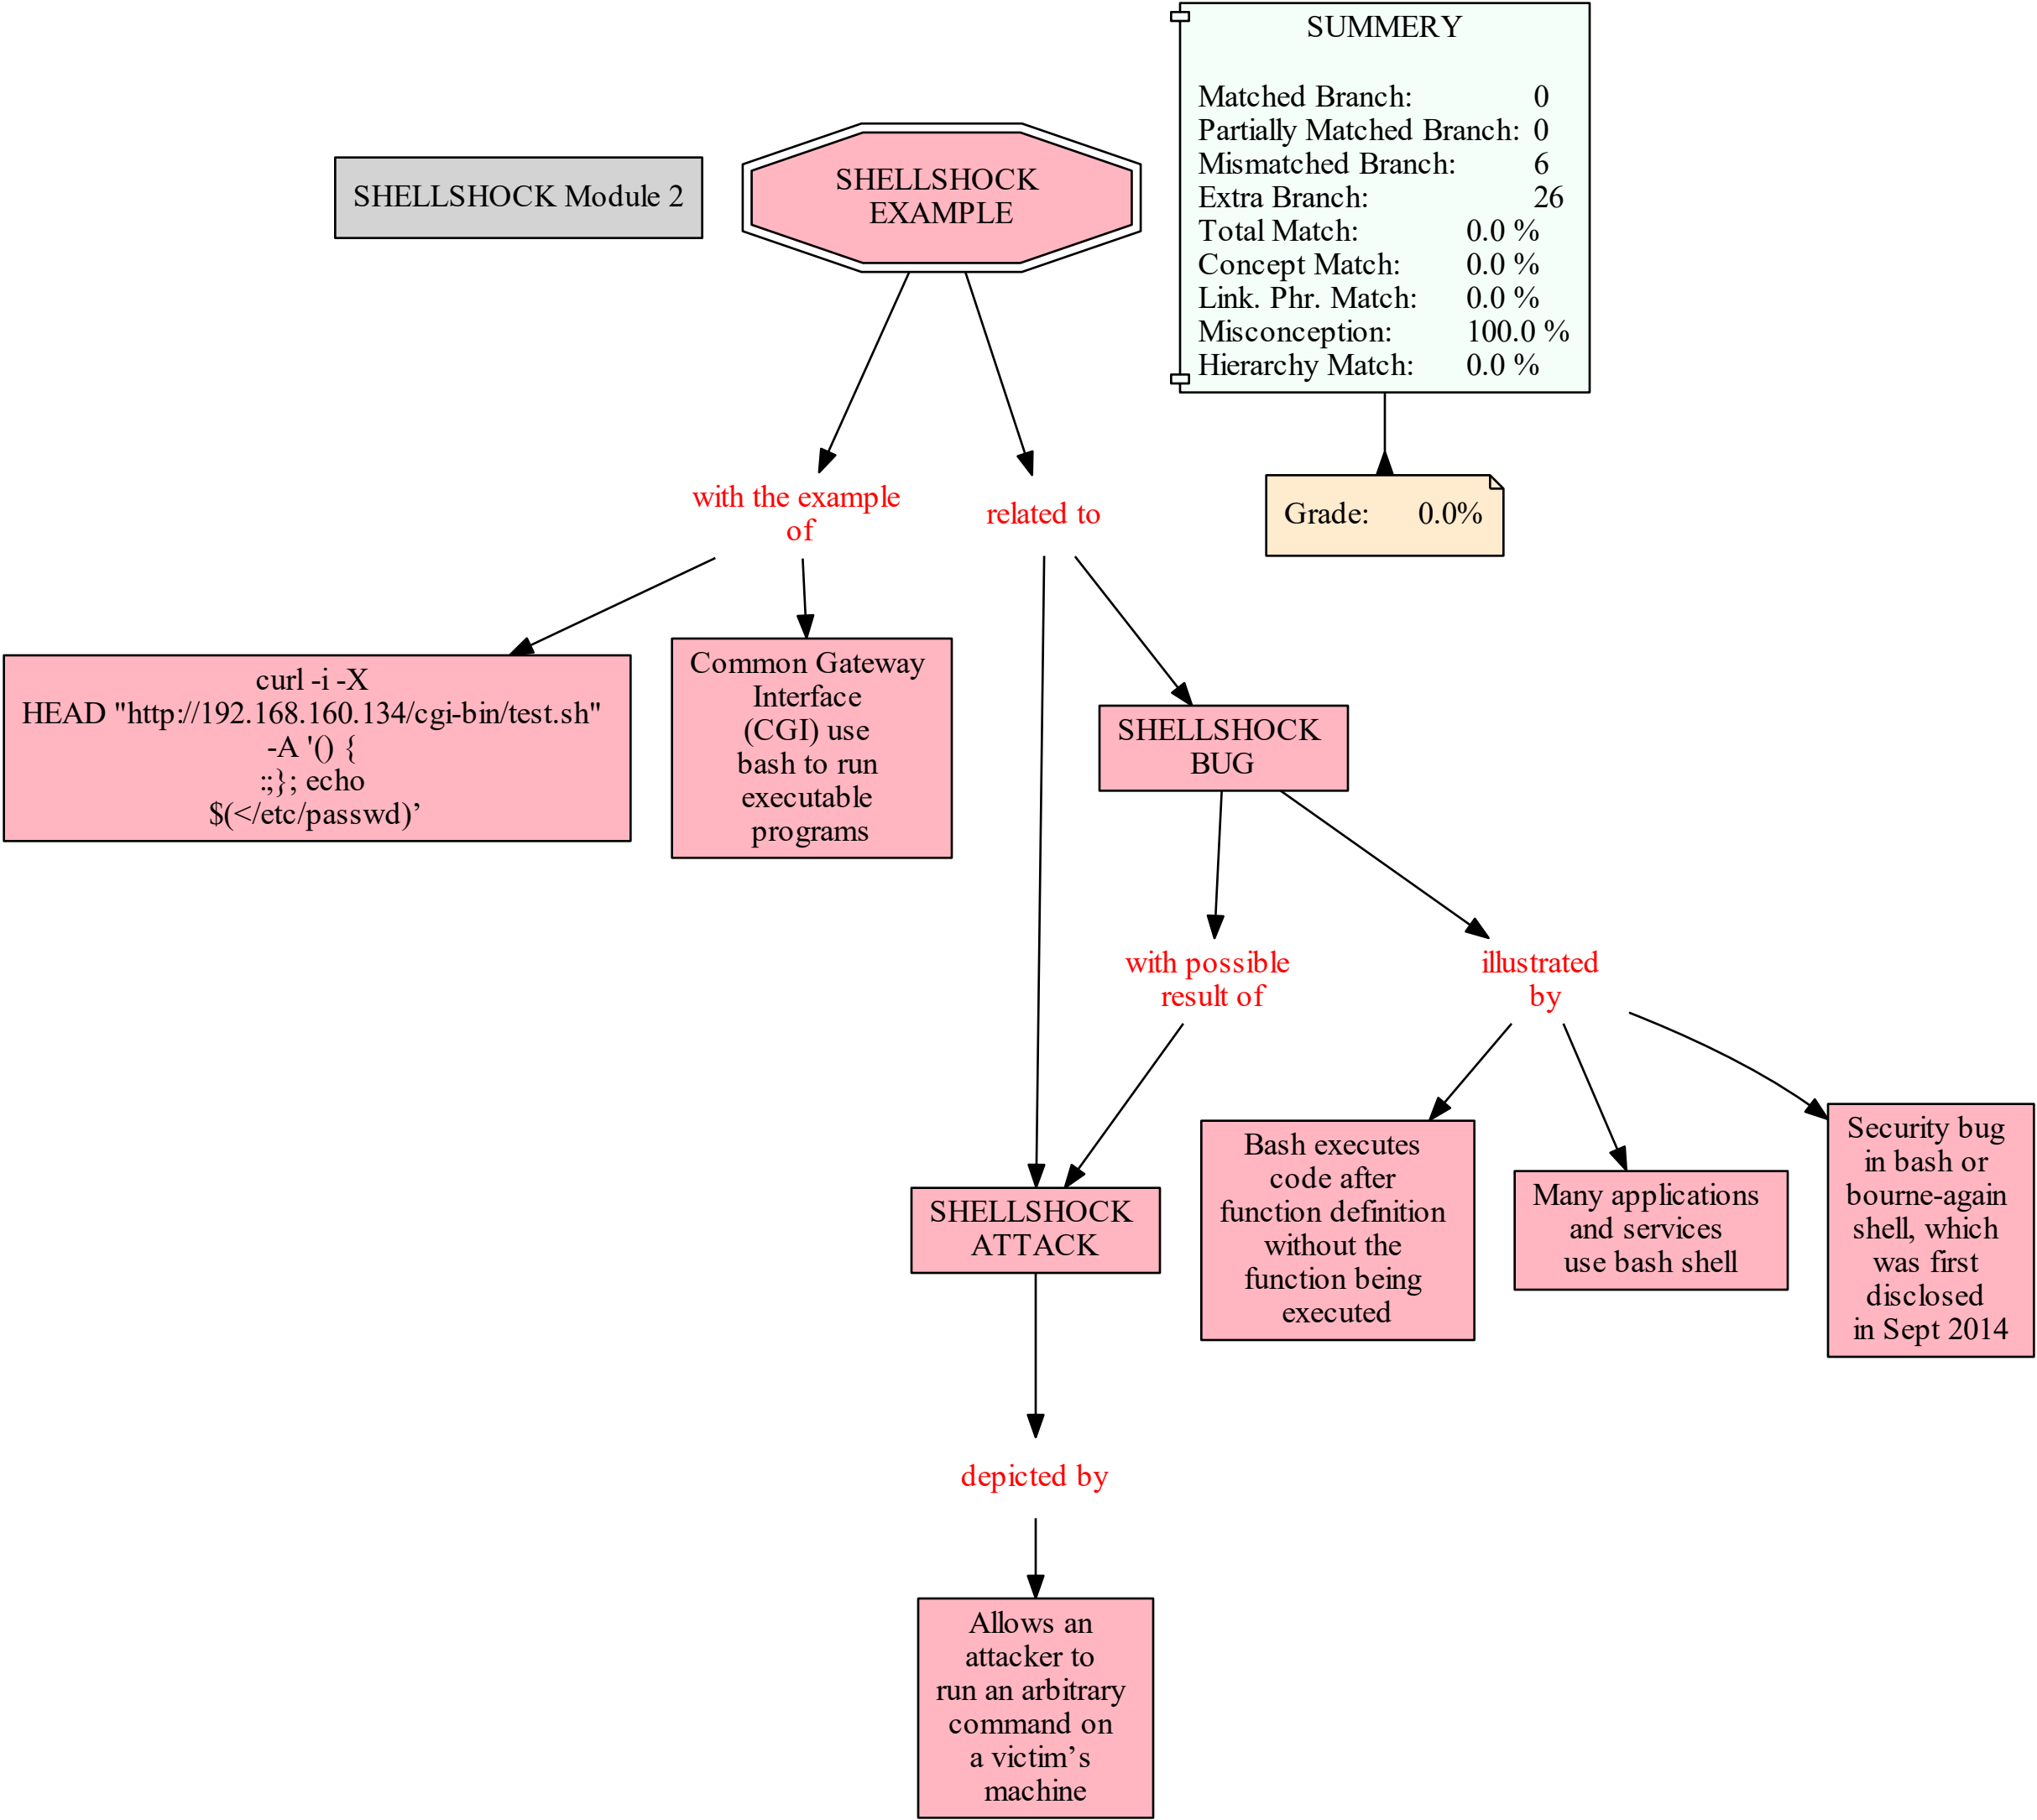 SUMMERY
Matched Branch: 0
Partially Matched Branch: 0
Mismatched Branch: 6
Extra Branch: 26
Total Match: 0.0 %
Concept Match: 0.0 %
Link. Phr. Match: 0.0 %
Misconception: 100.0 %
Hierarchy Match: 0.0 %
SHELLSHOCK Module 2
SHELLSHOCK
EXAMPLE
Grade: 0.0%
with the example
of
related to
curl -i -X
HEAD "http://192.168.160.134/cgi-bin/test.sh"
-A '() {
:;}; echo
$(</etc/passwd)’
Common Gateway
Interface
(CGI) use
bash to run
executable
programs
SHELLSHOCK
BUG
with possible
result of
illustrated
by
SHELLSHOCK
ATTACK
Bash executes
code after
function definition
without the
function being
executed
Many applications
and services
use bash shell
Security bug
in bash or
bourne-again
shell, which
was first
disclosed
in Sept 2014
depicted by
Allows an
attacker to
run an arbitrary
command on
a victim’s
machine